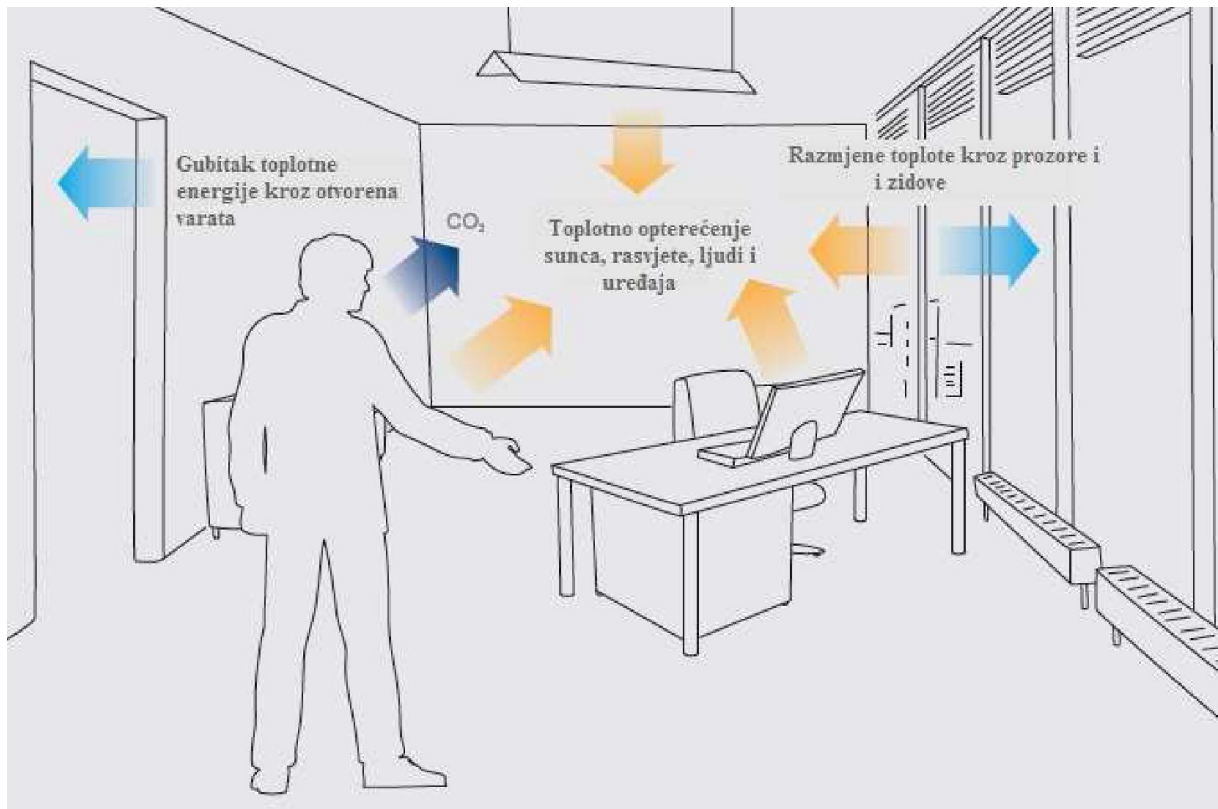 Gubitak toplotne
energije kroz otvorena
varata
CO₂
Toplotno opterećenje
sunca, rasvjete, ljudi i
uređaja
Razmjene toplote kroz prozore i
i zidove